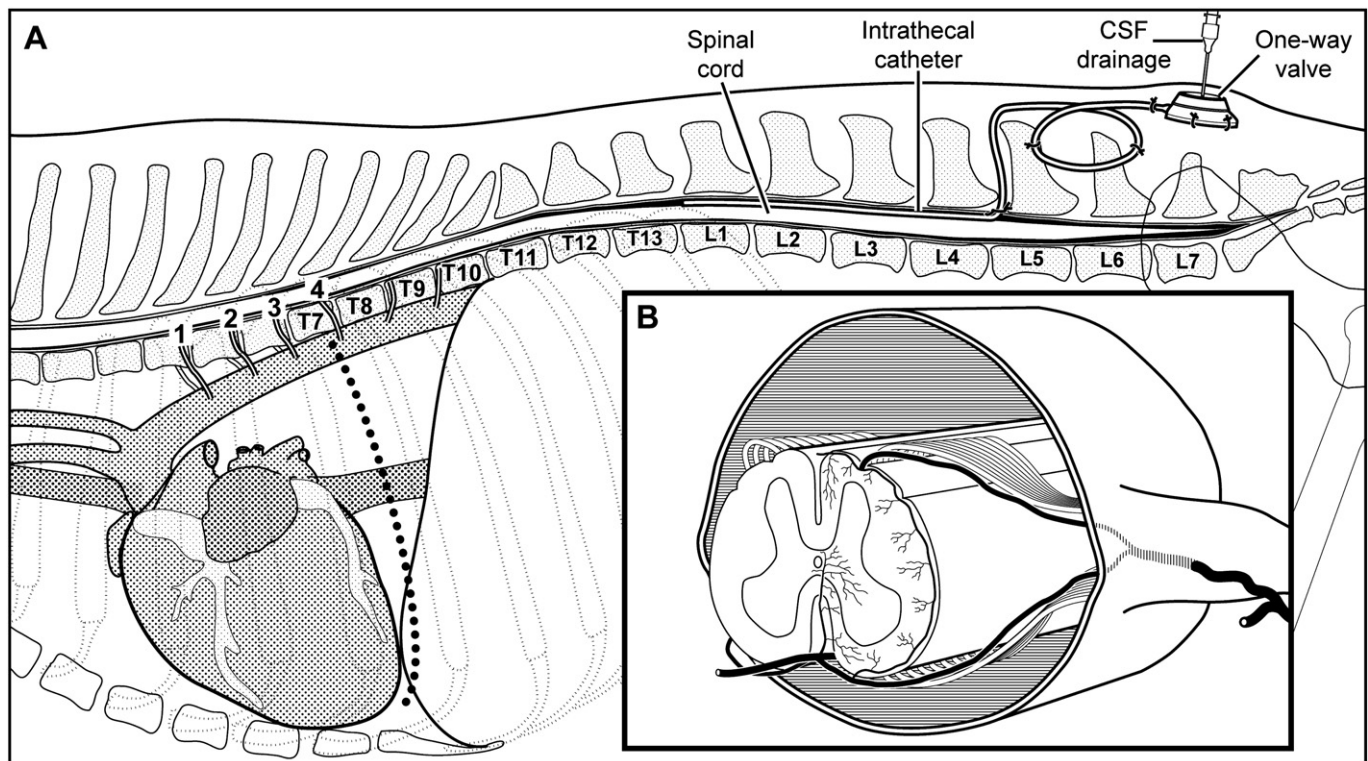 A
Spinal
cord
Intrathecal
catheter
CSF
drainage
One-way
valve
1
2
3
4
T7
T8
T9
T10
T11
T12
T13
L1
L2
L3
L4
L5
L6
L7
B